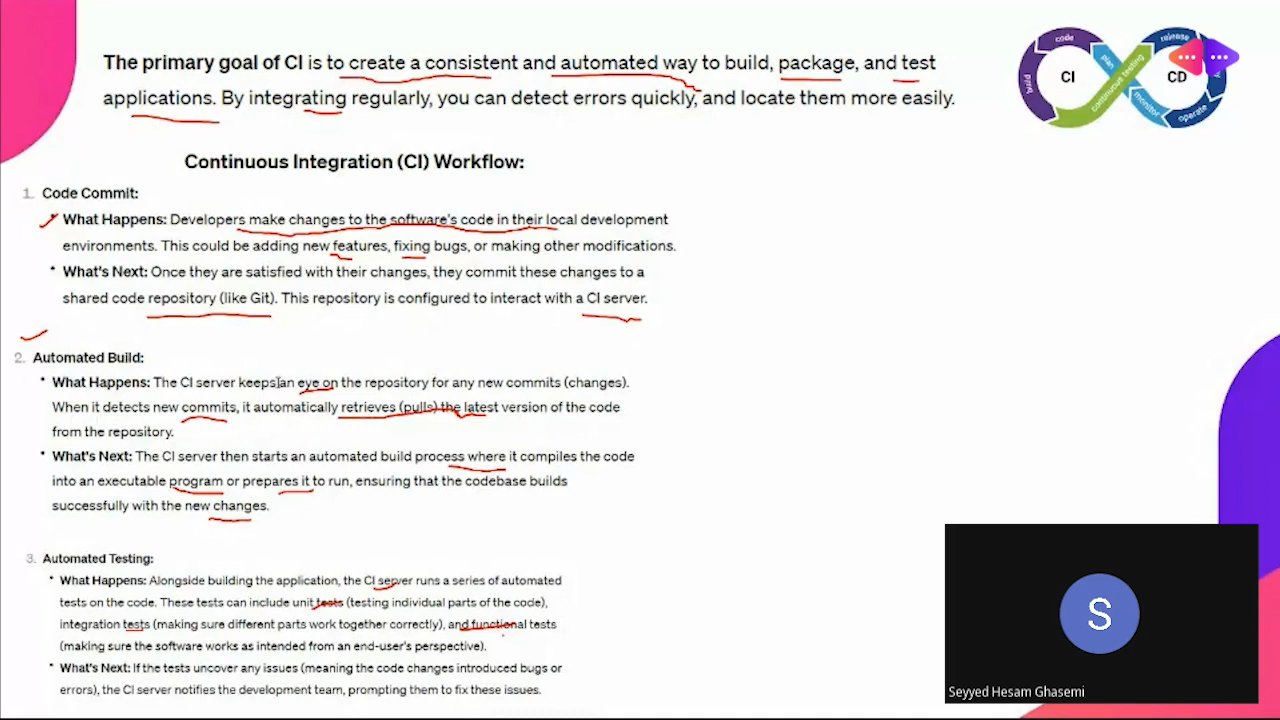 The primary goal of CI is to create a consistent and automated way to build, package, and test
applications. By integrating regularly, you can detect errors quickly, and locate them more easily.
code
build
CI
plan
continuous testing
release
CD
monitor
operate
Continuous Integration (CI) Workflow:
1. Code Commit:
What Happens: Developers make changes to the software's code in their local development
environments. This could be adding new features, fixing bugs, or making other modifications.
• What's Next: Once they are satisfied with their changes, they commit these changes to a
shared code repository (like Git). This repository is configured to interact with a CI server.
2. Automated Build:
• What Happens: The CI server keeps an eye on the repository for any new commits (changes).
When it detects new commits, it automatically retrieves (pulls) the latest version of the code
from the repository.
• What's Next: The CI server then starts an automated build process where it compiles the code
into an executable program or prepares it to run, ensuring that the codebase builds
successfully with the new changes.
3. Automated Testing:
• What Happens: Alongside building the application, the CI server runs a series of automated
tests on the code. These tests can include unit tests (testing individual parts of the code),
integration tests (making sure different parts work together correctly), and functional tests
(making sure the software works as intended from an end-user's perspective).
• What's Next: If the tests uncover any issues (meaning the code changes introduced bugs or
errors), the CI server notifies the development team, prompting them to fix these issues.
S
Seyyed Hesam Ghasemi